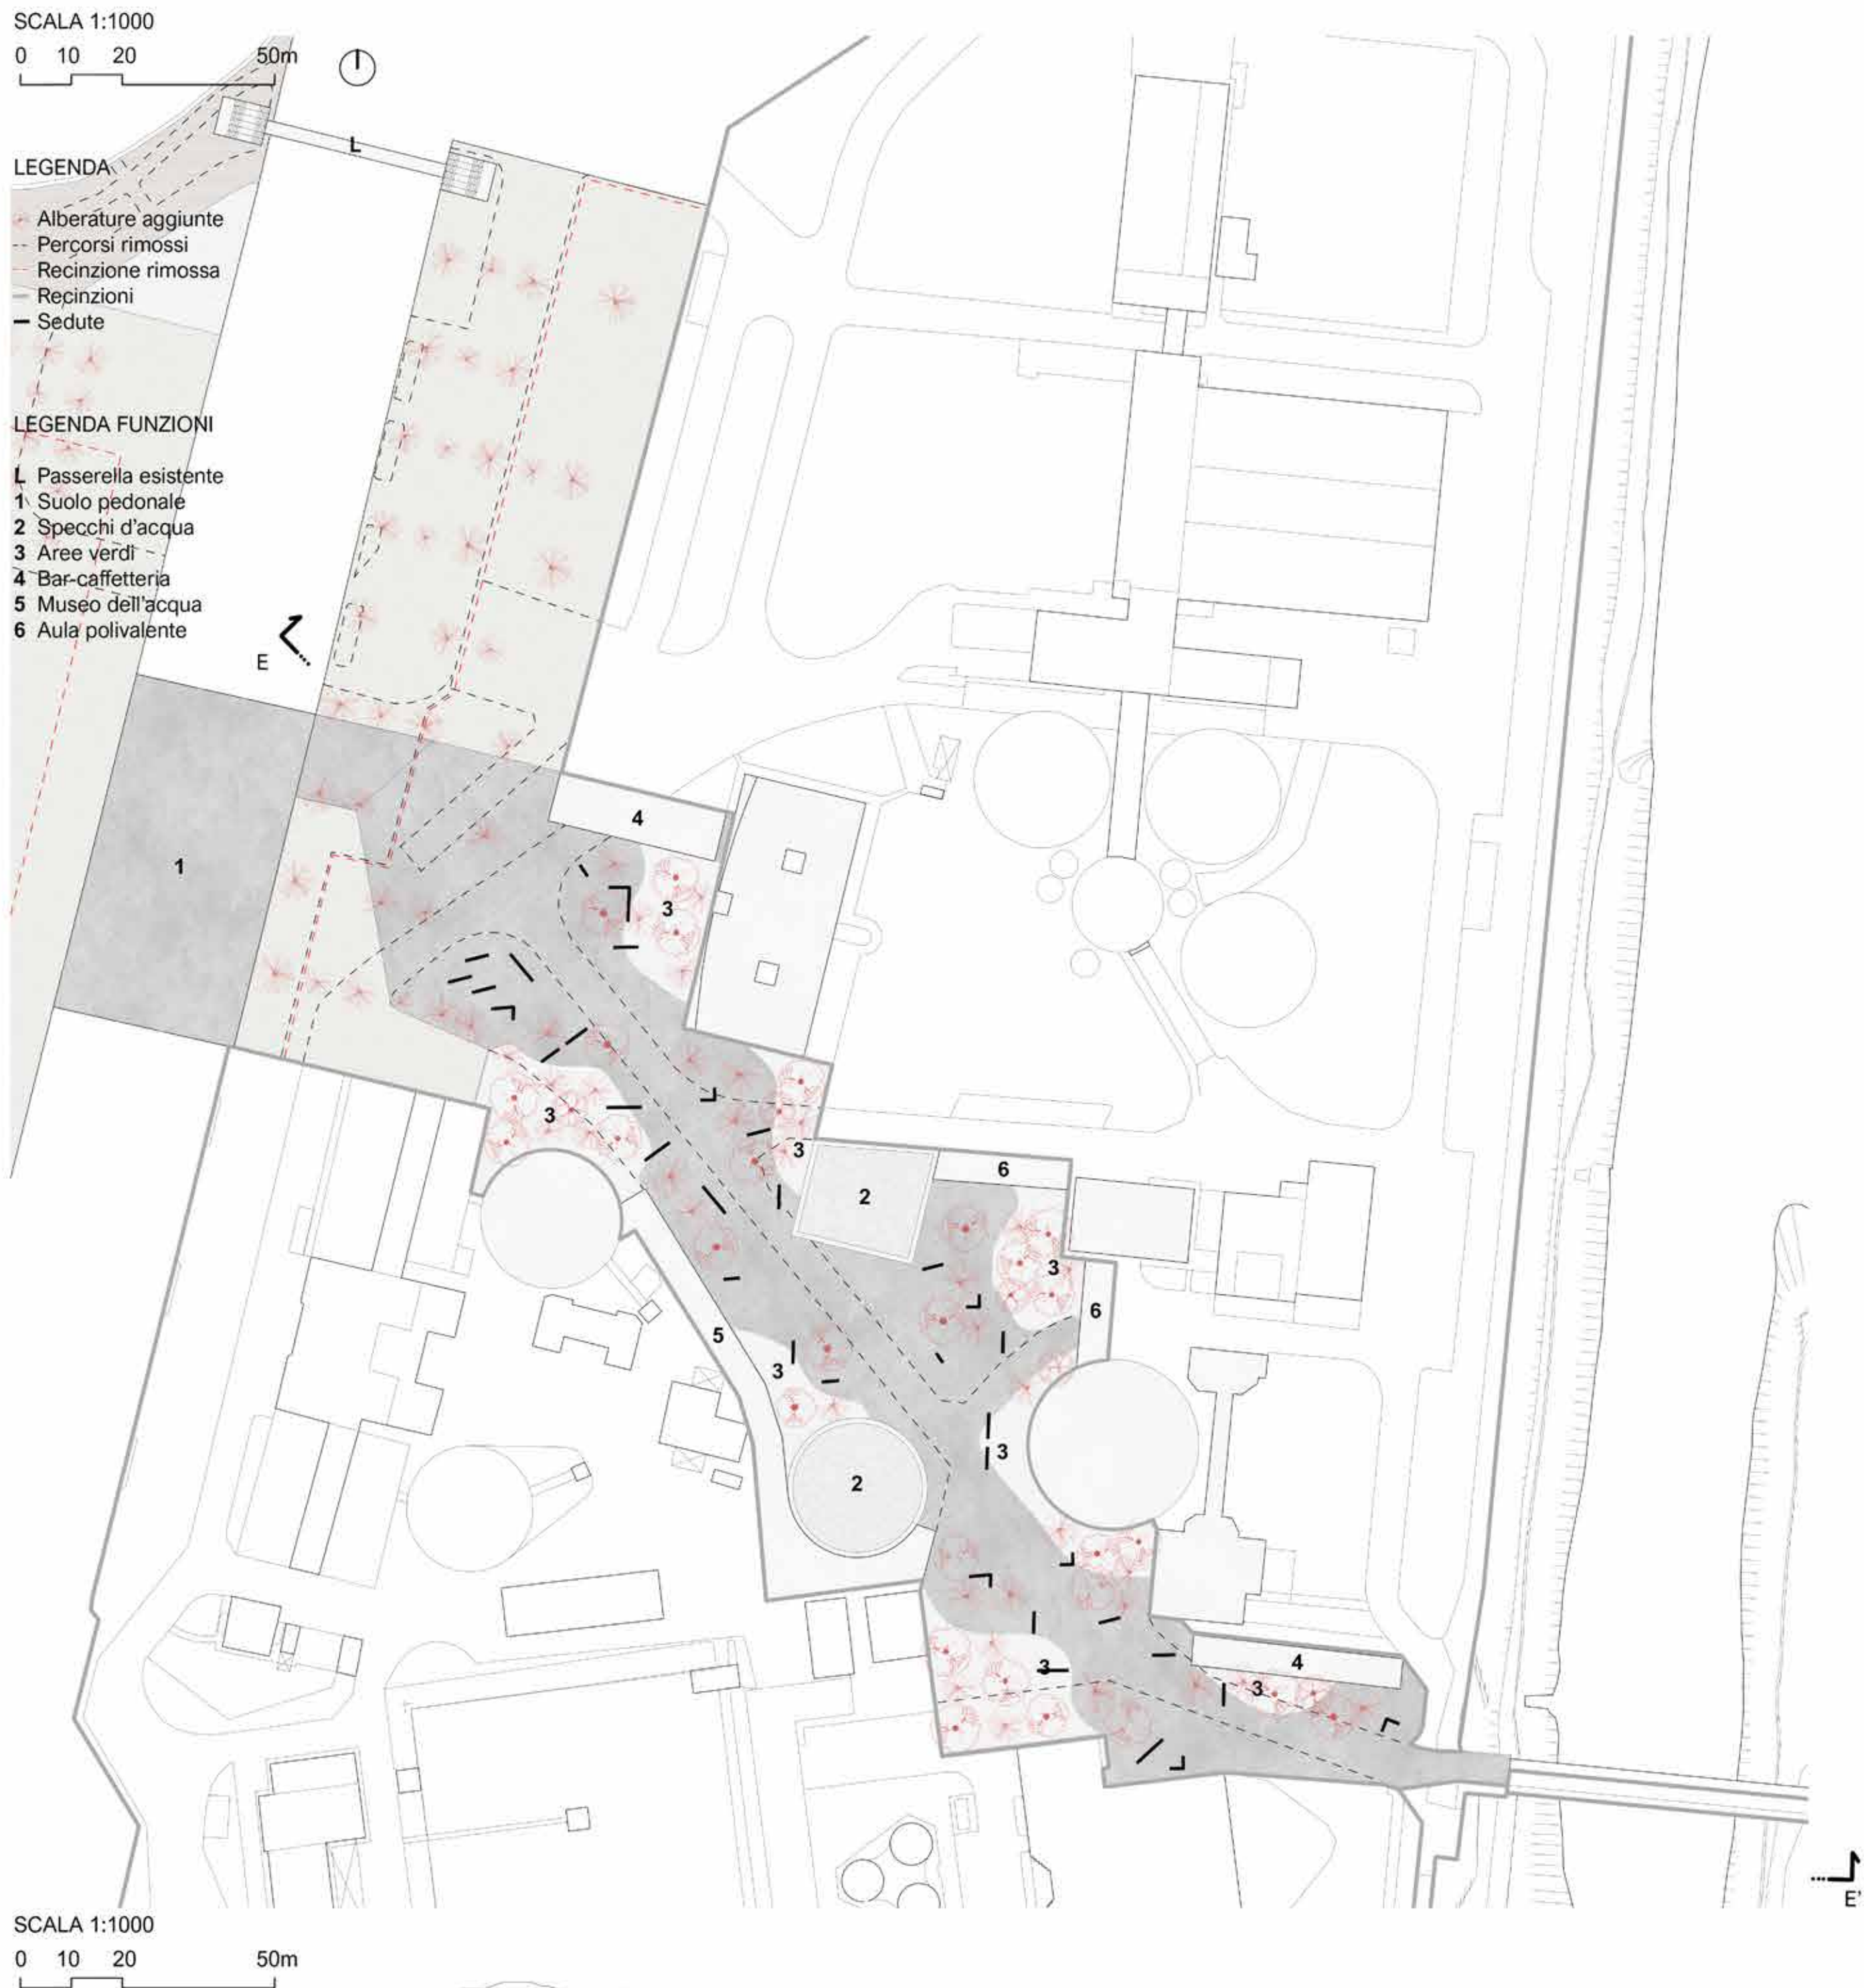 SCALA 1:1000
0 10 20 50m
L
LEGENDA
Alberature aggiunte
Percorsi rimossi
Recinzione rimossa
Recinzioni
Sedute
LEGENDA FUNZIONI
L Passerella esistente
1 Suolo pedonale
2 Specchi d'acqua
3 Aree verdi
4 Bar-caffetteria
5 Museo dell'acqua
6 Aula polivalente
E
4
1
3
3
3
6
2
3
6
5
3
3
2
4
3
3
E'
SCALA 1:1000
0 10 20 50m